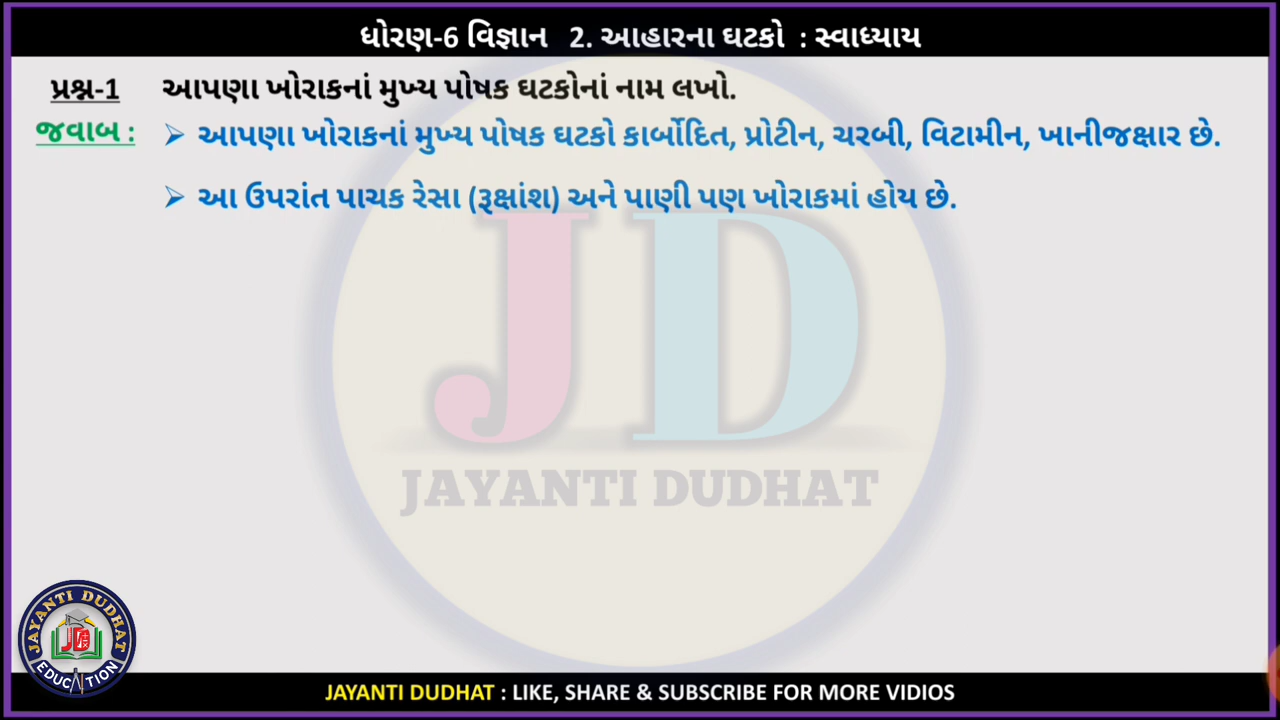 ધોરણ-6 વિજ્ઞાન 2. આહારના ઘટકો : સ્વાધ્યાય
પ્રશ્ન-1 આપણા ખોરાકનાં મુખ્ય પોષક ઘટકોનાં નામ લખો.
જવાબ : ➢ આપણા ખોરાકનાં મુખ્ય પોષક ઘટકો કાર્બોદિત, પ્રોટીન, ચરબી, વિટામીન, ખાનીજક્ષાર છે.
➢ આ ઉપરાંત પાચક રેસા (રૂક્ષાંશ) અને પાણી પણ ખોરાકમાં હોય છે.
JD
JAYANTI DUDHAT
JAYANTI DUDHAT
JD
EDUCATION
JAYANTI DUDHAT : LIKE, SHARE & SUBSCRIBE FOR MORE VIDIOS